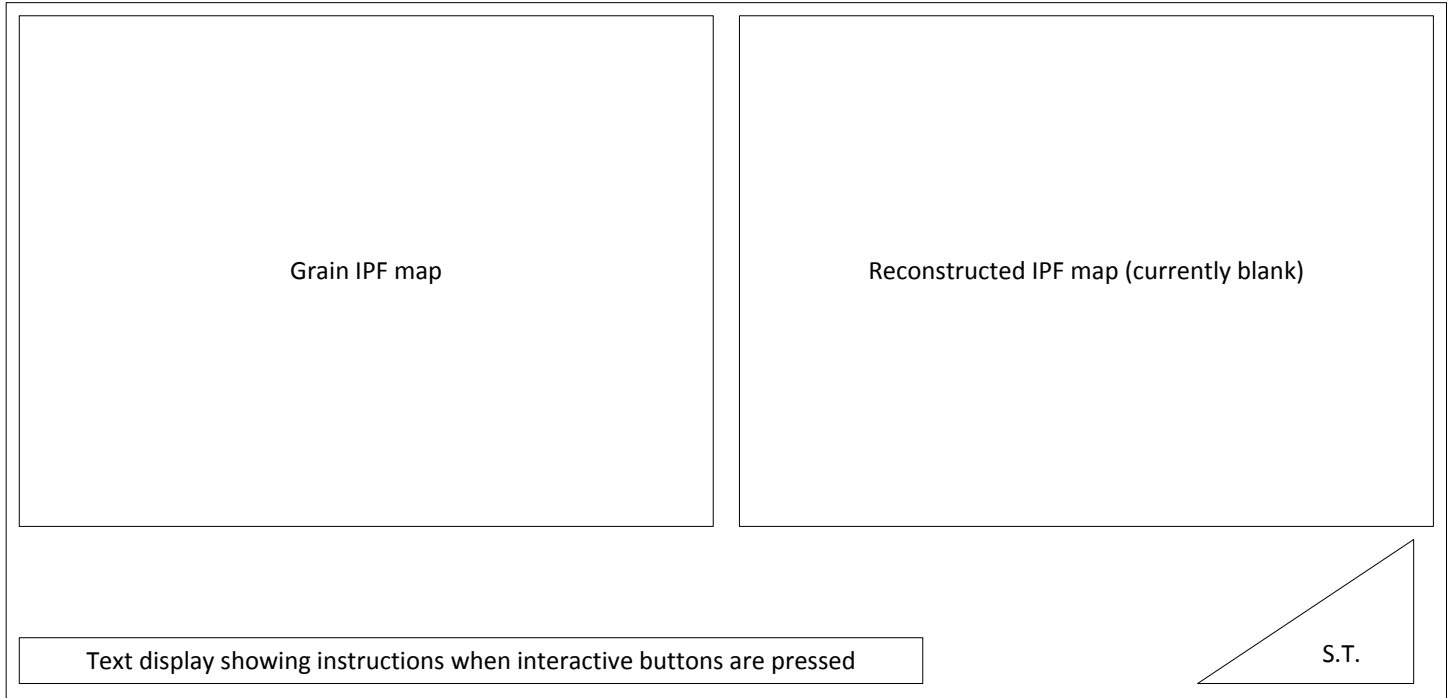 Grain IPF map
Reconstructed IPF map (currently blank)
Text display showing instructions when interactive buttons are pressed
S.T.